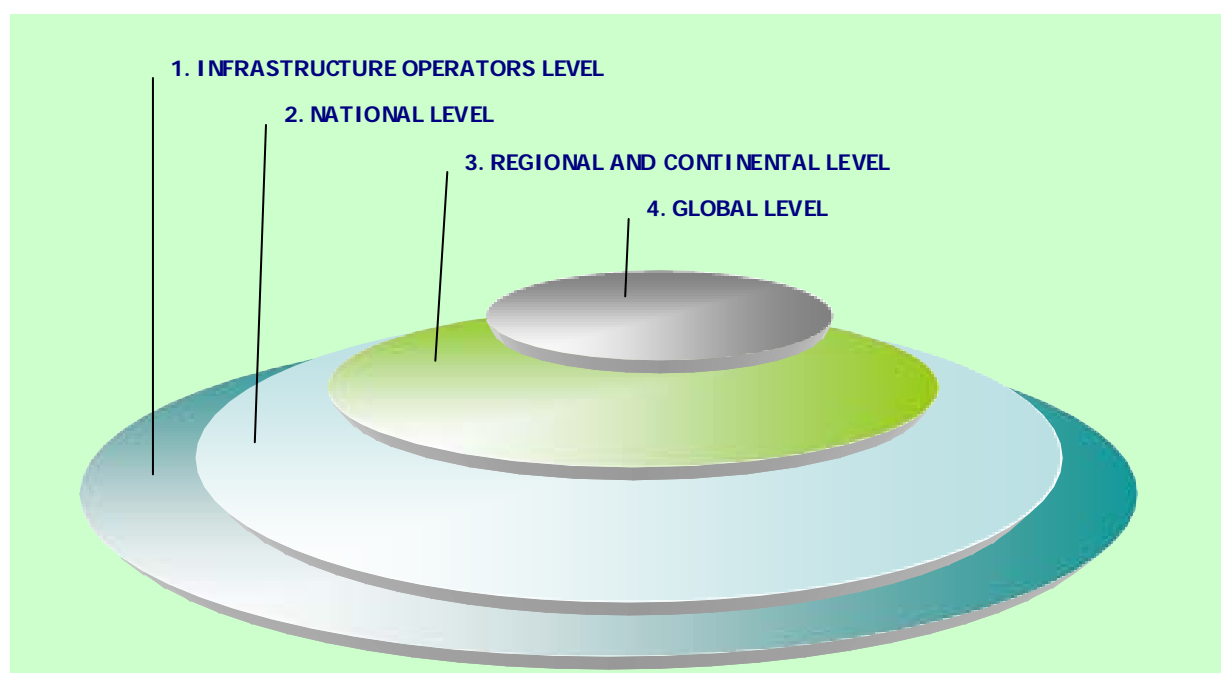 1. INFRASTRUCTURE OPERATORS LEVEL
2. NATIONAL LEVEL
3. REGIONAL AND CONTINENTAL LEVEL
4. GLOBAL LEVEL